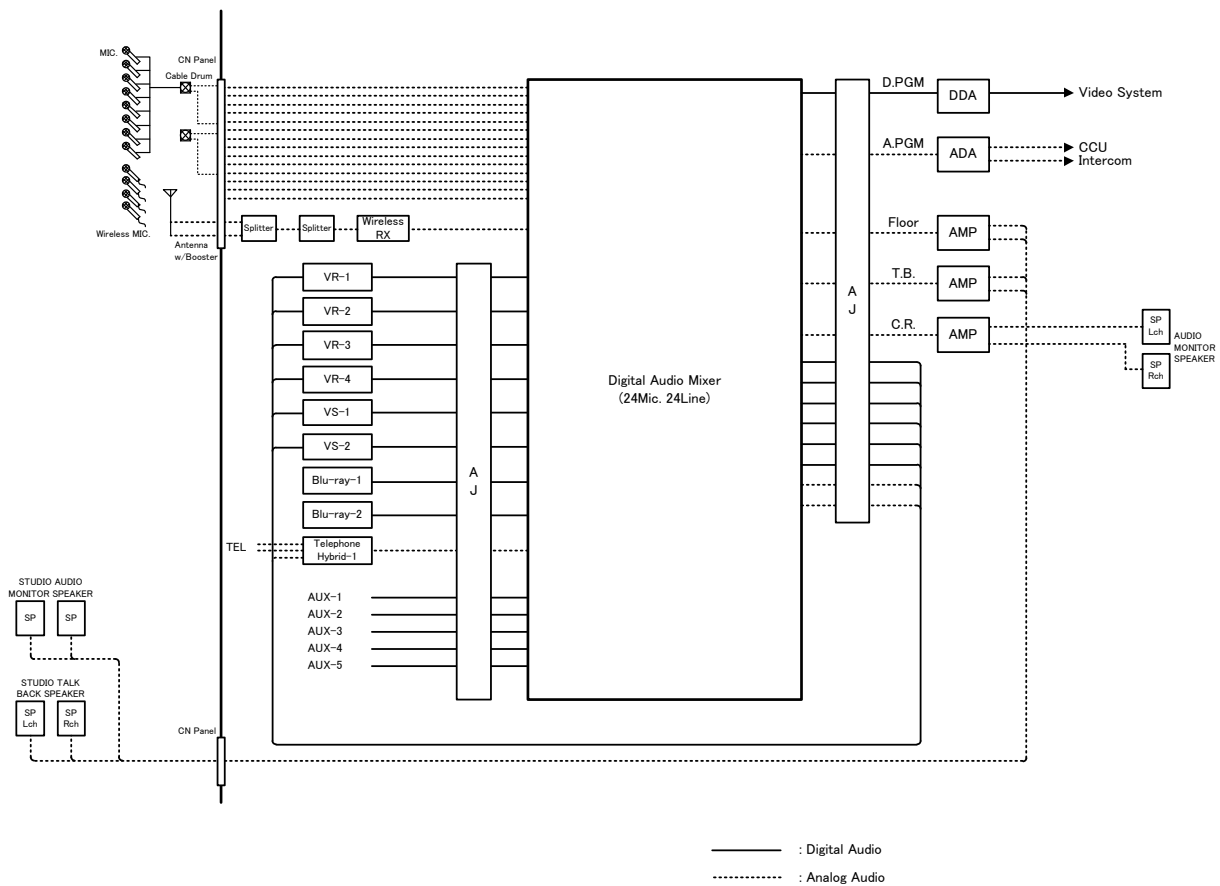 MIC.
CN Panel
Cable Drum
Wireless MIC.
Antenna
w/Booster
Splitter
Splitter
Wireless
RX
VR-1
VR-2
VR-3
VR-4
VS-1
VS-2
Blu-ray-1
Blu-ray-2
TEL
Telephone
Hybrid-1
AUX-1
AUX-2
AUX-3
AUX-4
AUX-5
A
J
Digital Audio Mixer
(24Mic. 24Line)
A
J
D.PGM
DDA
Video System
A.PGM
ADA
CCU
Intercom
Floor
AMP
T.B.
AMP
C.R.
AMP
SP
Lch
SP
Rch
AUDIO
MONITOR
SPEAKER
STUDIO AUDIO
MONITOR SPEAKER
SP
SP
STUDIO TALK
BACK SPEAKER
SP
Lch
SP
Rch
CN Panel
: Digital Audio
: Analog Audio